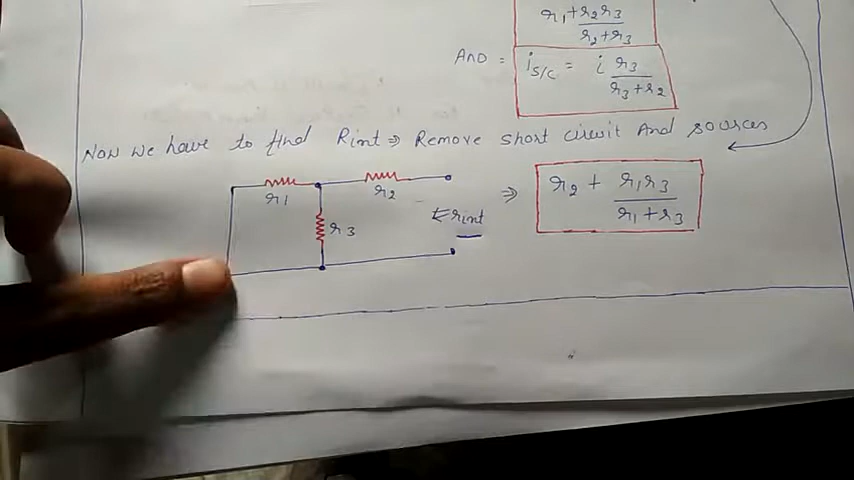 r1 + r2r3 / r2 + r3
AND = is/c = i r3 / r3 + r2
Now we have to find Rint ⇒ Remove short circuit And sources
r1 r2
r3 ← rint ⇒ r2 + r1r3 / r1 + r3